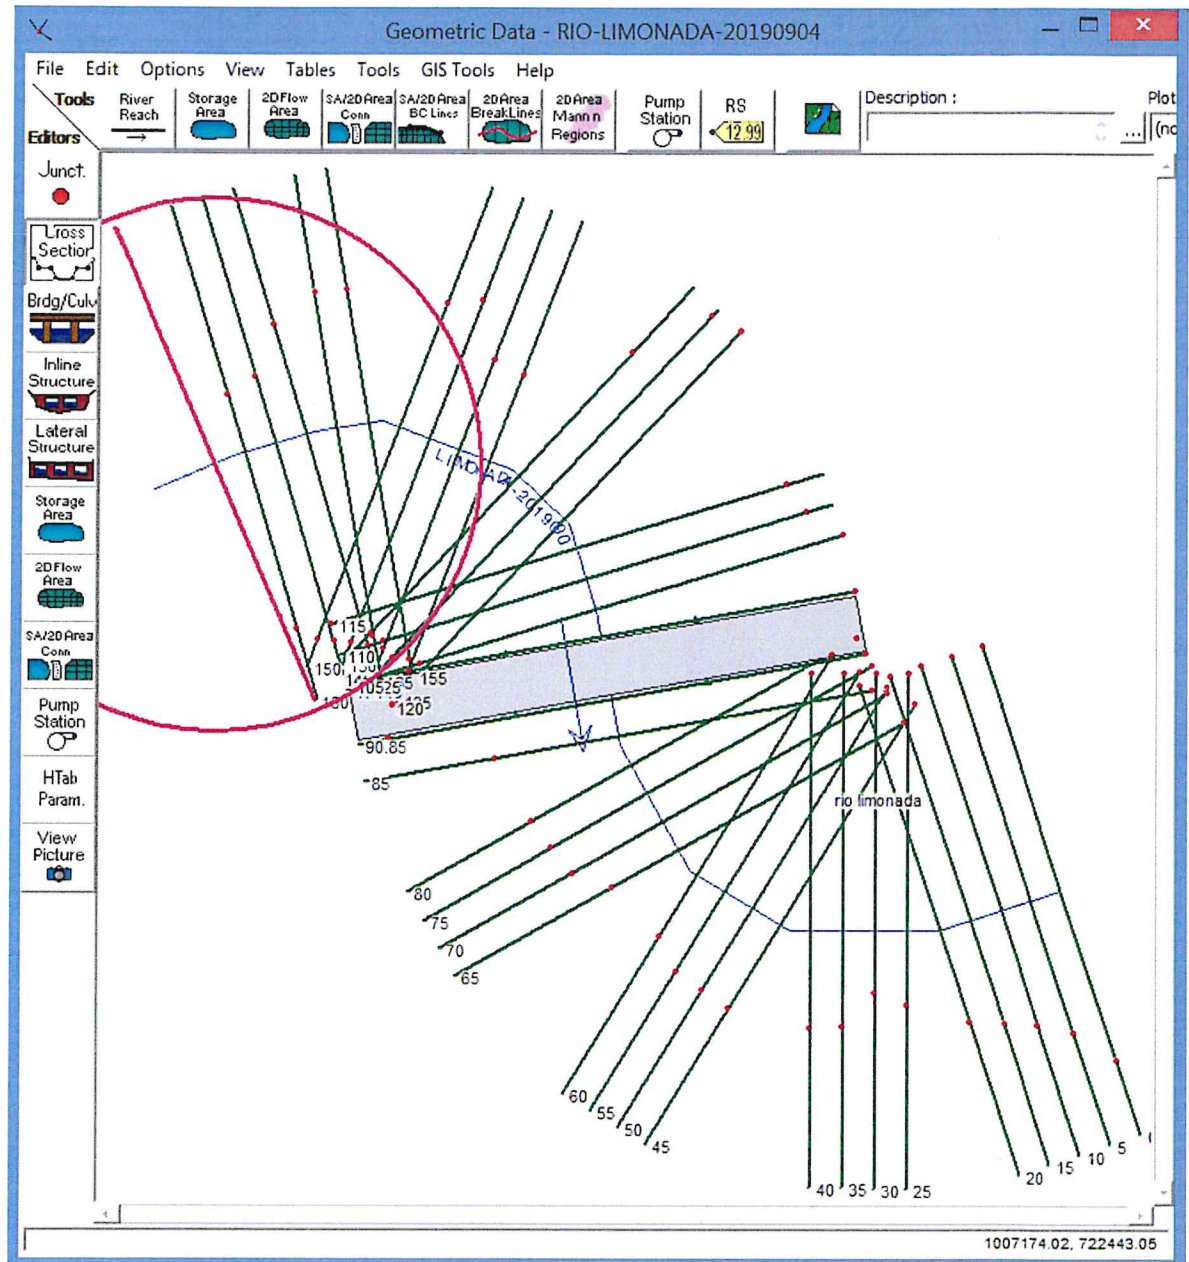 Geometric Data - RIO-LIMONADA-20190904
File Edit Options View Tables Tools GIS Tools Help
Tools
Editors
River Reach
Storage Area
2D Flow Area
SA/2D Area Conn
SA/2D Area BC Lines
2D Area BreakLines
2D Area Mann n Regions
Pump Station
RS
12.99
Description :
...
Plot
(no
Junct.
Cross Section
Brdg/Culv
Inline Structure
Lateral Structure
Storage Area
2D Flow Area
SA/2D Area Conn
Pump Station
HTab Param.
View Picture
115
110
150
155
120
90.85
85
rio limonada
80
75
70
65
60
55
50
45
40 35 30 25
20 15 10 5
1007174.02, 722443.05